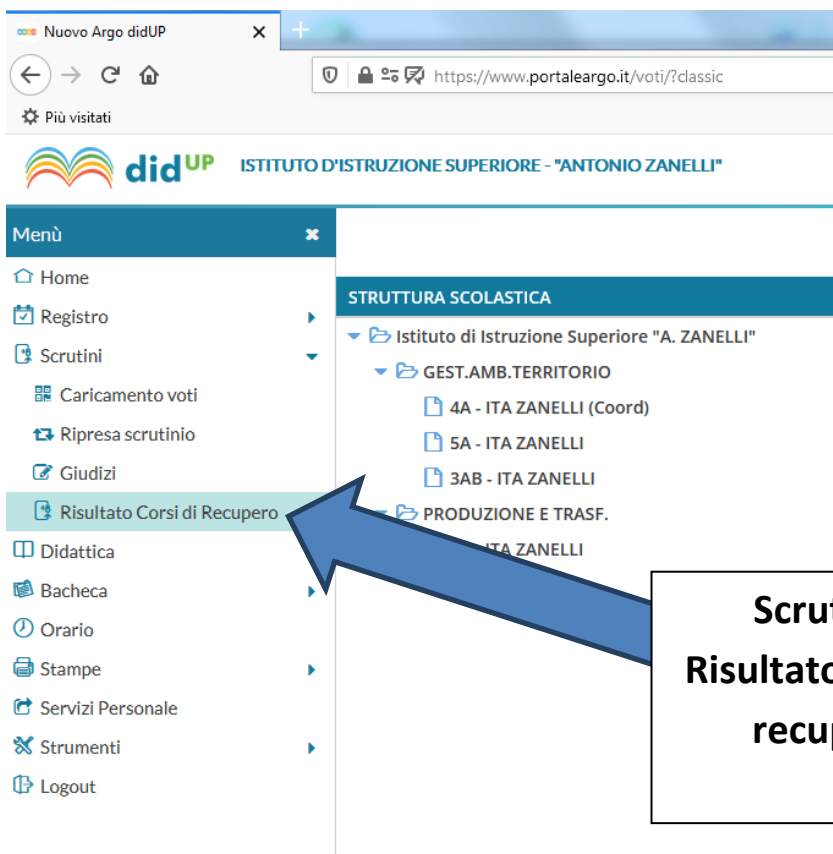 Nuovo Argo didUP
https://www.portaleargo.it/voti/?classic
Più visitati
didUP ISTITUTO D'ISTRUZIONE SUPERIORE - "ANTONIO ZANELLI"
Menù
Home
Registro
Scrutini
Caricamento voti
Ripresa scrutinio
Giudizi
Risultato Corsi di Recupero
Didattica
Bacheca
Orario
Stampe
Servizi Personale
Strumenti
Logout
STRUTTURA SCOLASTICA
Istituto di Istruzione Superiore "A. ZANELLI"
GEST.AMB.TERRITORIO
4A - ITA ZANELLI (Coord)
5A - ITA ZANELLI
3AB - ITA ZANELLI
PRODUZIONE E TRASF.
ITA ZANELLI
Risultato